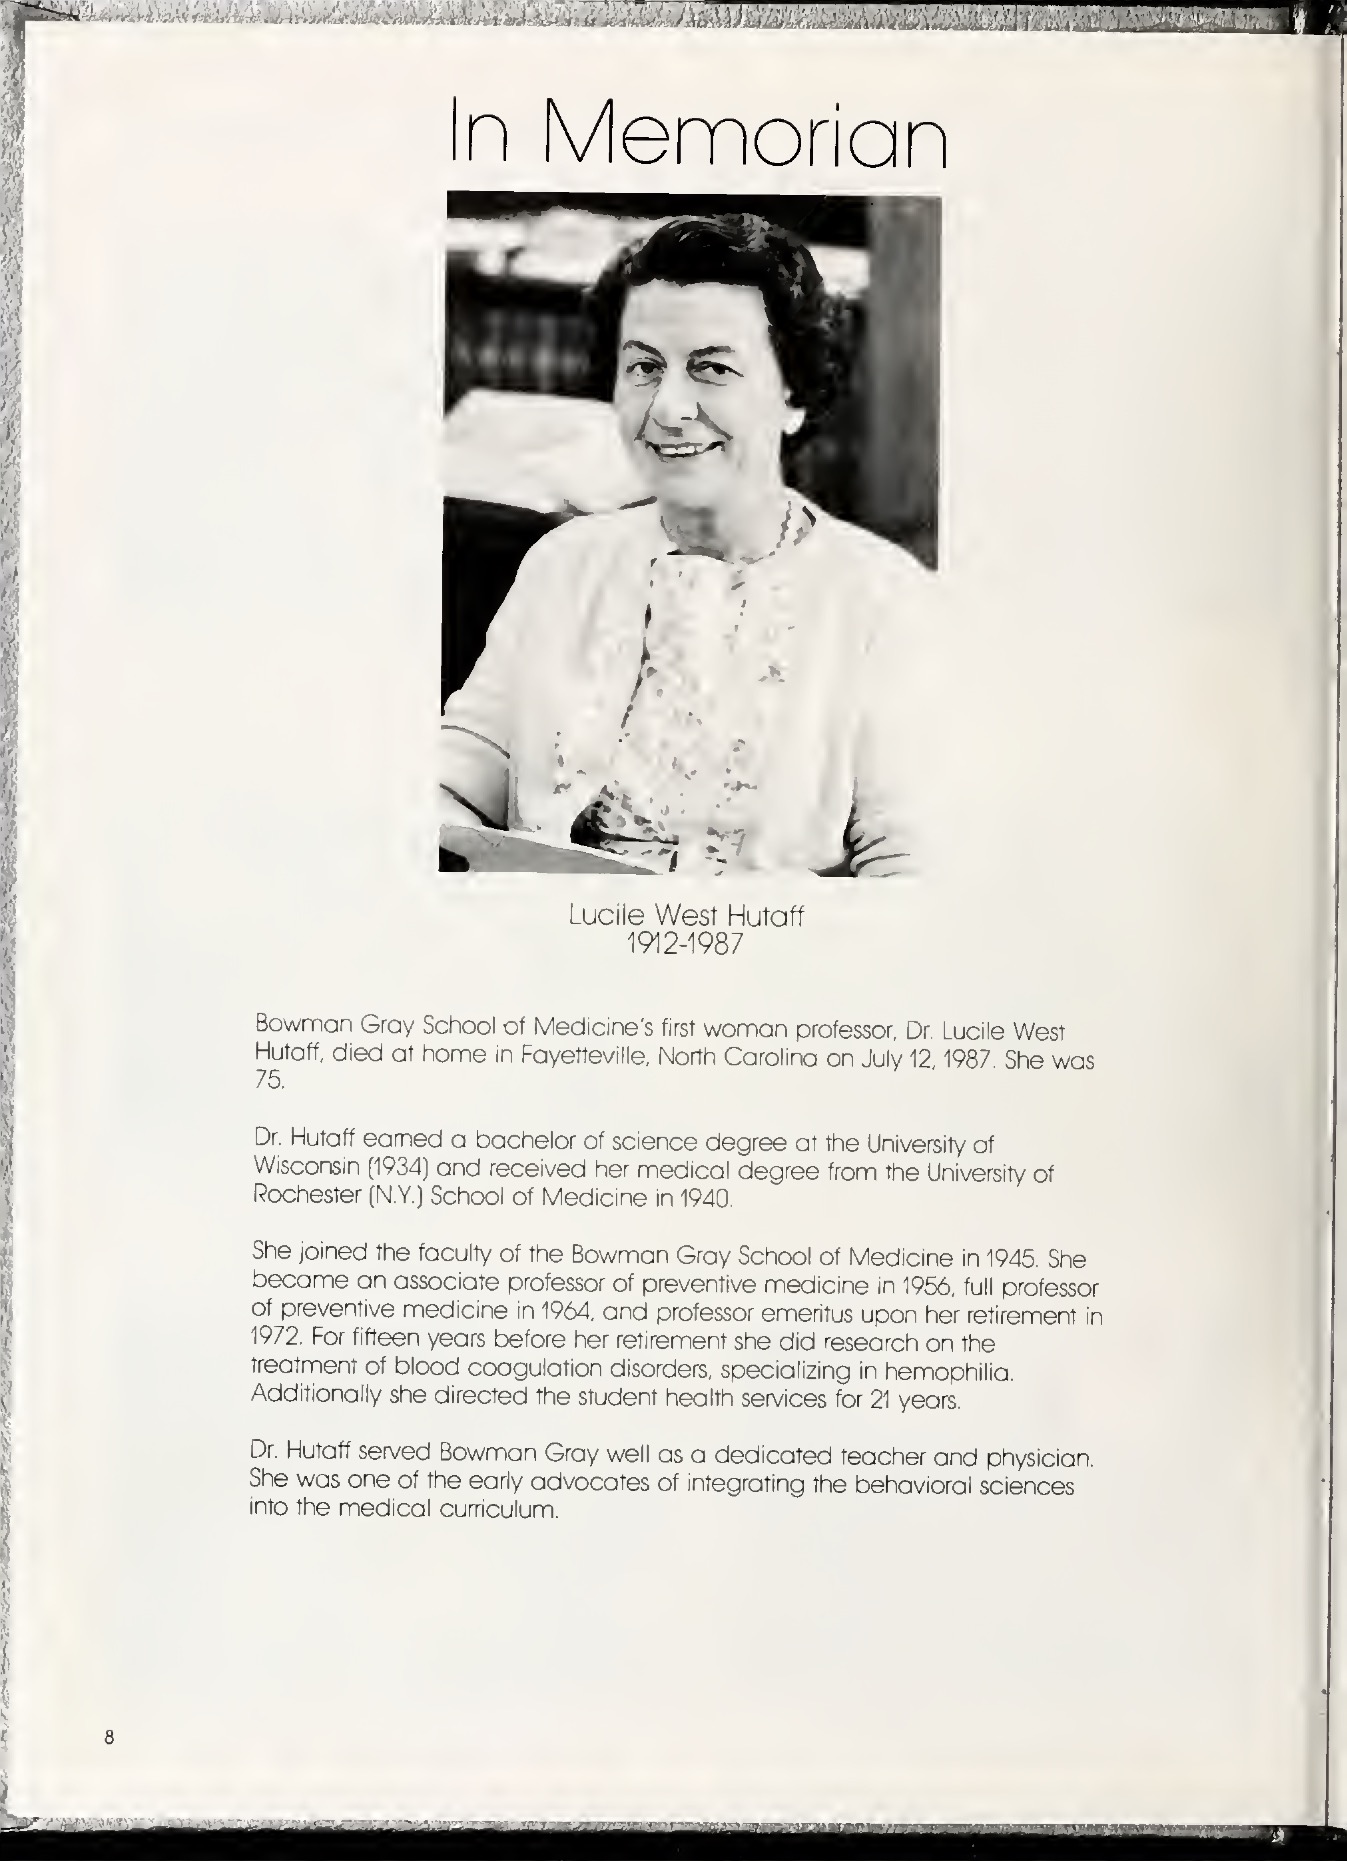 In Memorian
Lucile West Hutaff
1912-1987
Bowman Gray School of Medicine's first woman professor, Dr. Lucile West
Hutaff, died at home in Fayetteville, North Carolina on July 12, 1987. She was
75.
Dr. Hutaff earned a bachelor of science degree at the University of
Wisconsin (1934) and received her medical degree from the University of
Rochester (N.Y.) School of Medicine in 1940.
She joined the faculty of the Bowman Gray School of Medicine in 1945. She
became an associate professor of preventive medicine in 1956, full professor
of preventive medicine in 1964, and professor emeritus upon her retirement in
1972. For fifteen years before her retirement she did research on the
treatment of blood coagulation disorders, specializing in hemophilia.
Additionally she directed the student health services for 21 years.
Dr. Hutaff served Bowman Gray well as a dedicated teacher and physician.
She was one of the early advocates of integrating the behavioral sciences
into the medical curriculum.
8